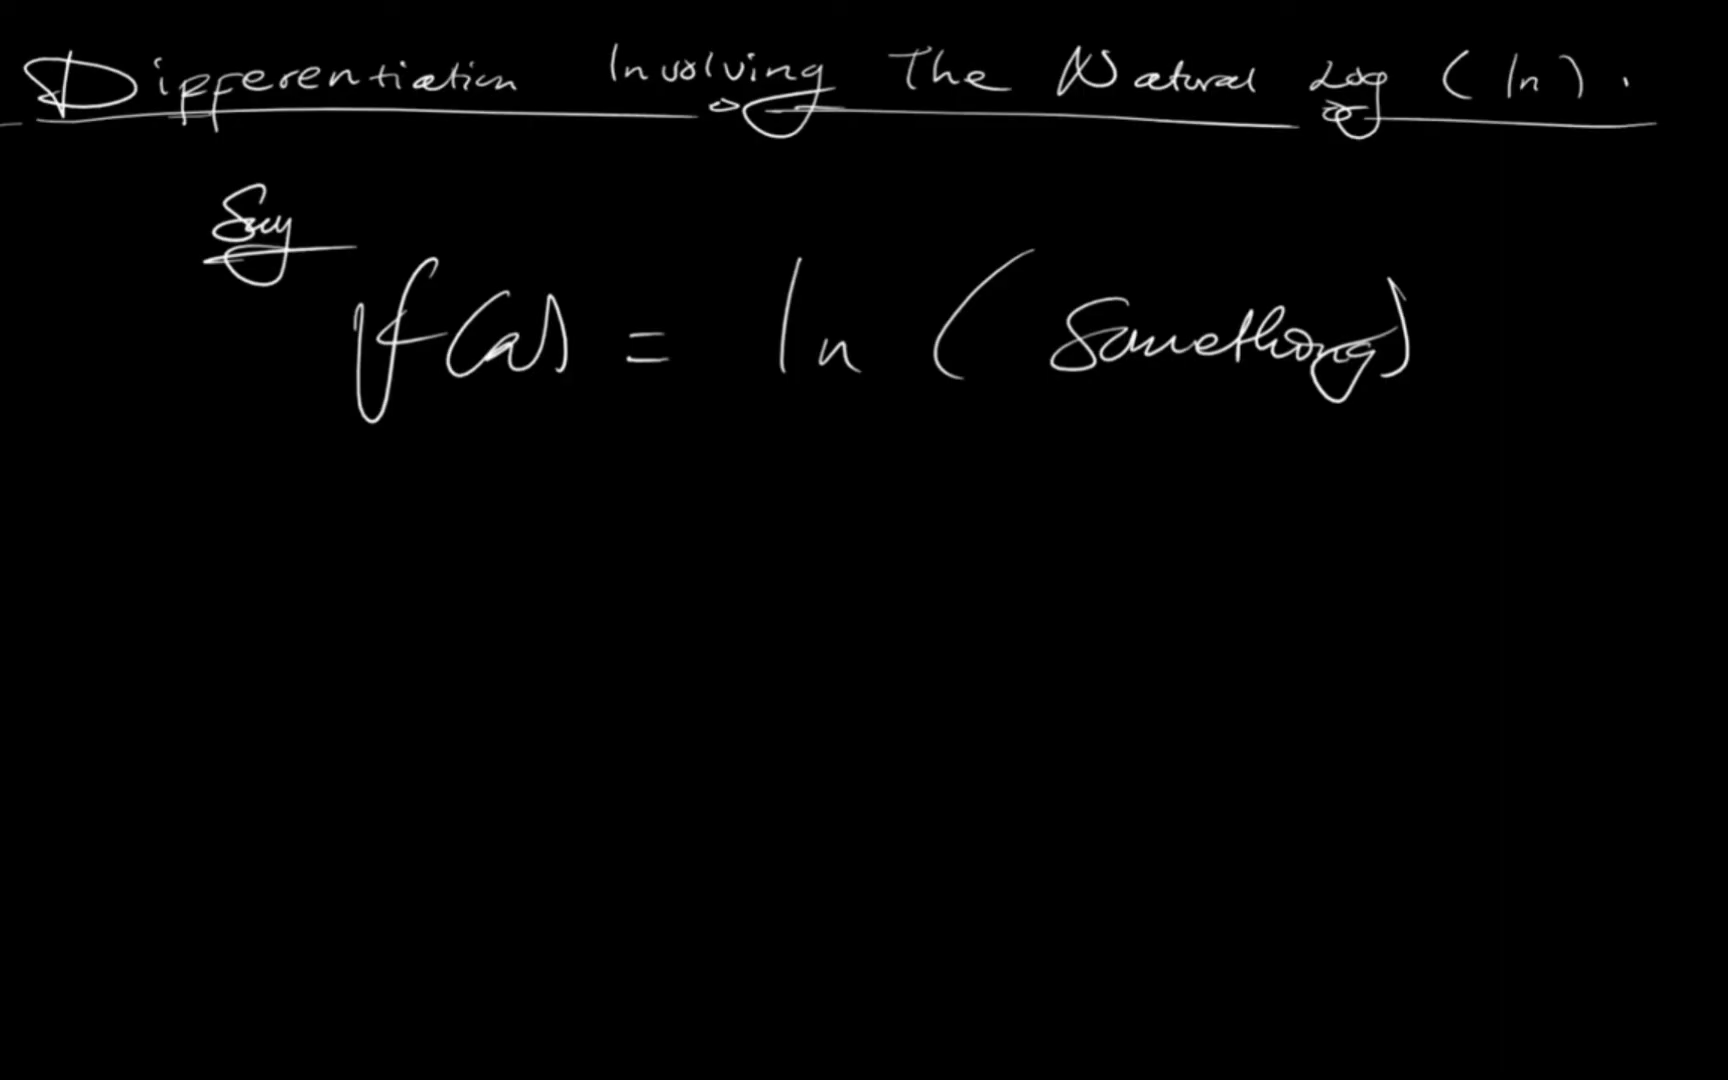 Differentiation Involving The Natural Log (ln).
Say
f(x) = ln (Something)